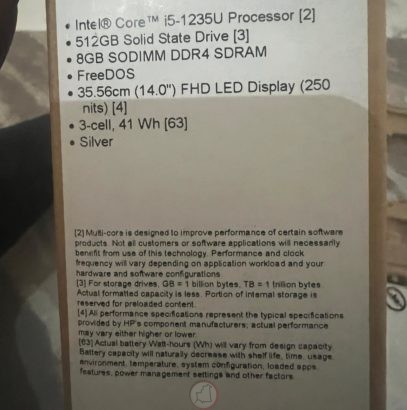 • Intel® Core™ i5-1235U Processor [2]
• 512GB Solid State Drive [3]
• 8GB SODIMM DDR4 SDRAM
• FreeDOS
• 35.56cm (14.0") FHD LED Display (250
nits) [4]
• 3-cell, 41 Wh [63]
• Silver
[2] Multi-core is designed to improve performance of certain software
products. Not all customers or software applications will necessarily
benefit from use of this technology. Performance and clock
frequency will vary depending on application workload and your
hardware and software configurations.
[3] For storage drives, GB = 1 billion bytes. TB = 1 trillion bytes.
Actual formatted capacity is less. Portion of internal storage is
reserved for preloaded content.
[4] All performance specifications represent the typical specifications
provided by HP's component manufacturers; actual performance
may vary either higher or lower.
[63] Actual battery Watt-hours (Wh) will vary from design capacity.
Battery capacity will naturally decrease with shelf life, time, usage,
environment, temperature, system configuration, loaded apps,
features, power management settings and other factors.